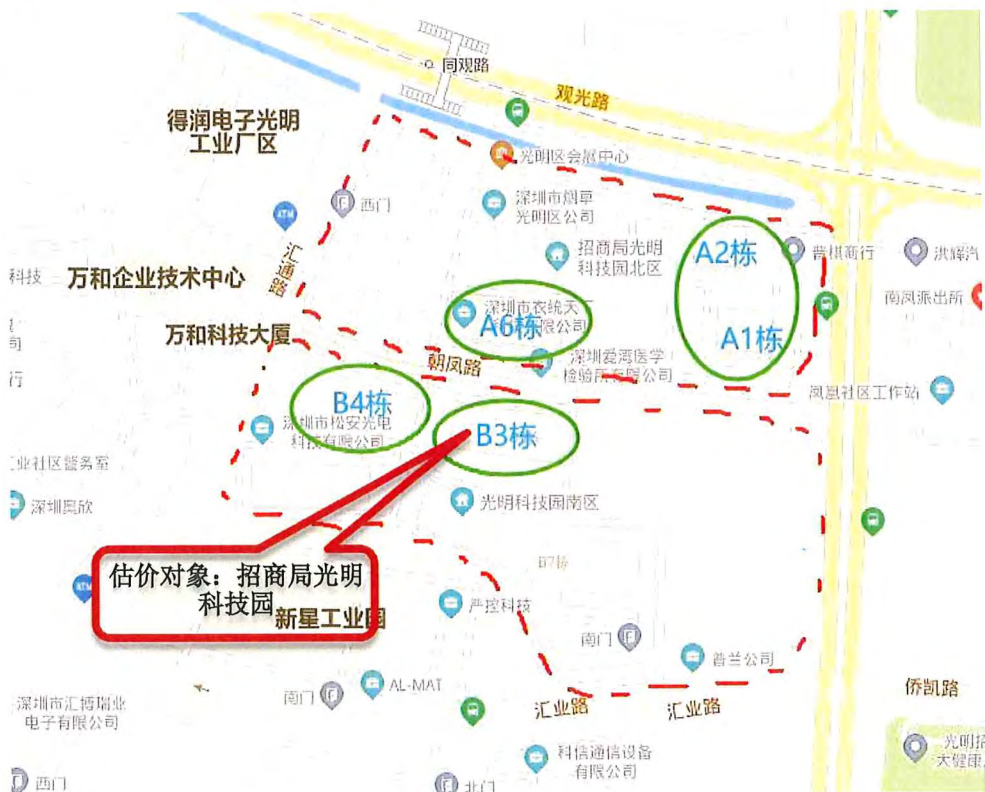 同观路
观光路
得润电子光明
工业厂区
光明区会展中心
西门
ATM
深圳市烟草
光明区公司
汇通路
招商局光明
科技园北区
A2栋
普棋商行
洪辉汽
科技
万和企业技术中心
南凤派出所
深圳市衣统天
限公司
A6栋
万和科技大厦
A1栋
司
朝凤路
深圳爱湾医学
检验所有限公司
行
凤凰社区工作站
B4栋
深圳市松安光电
科技有限公司
B3栋
业社区警务室
深圳奥欣
光明科技园南区
估价对象：招商局光明
科技园
B7栋
ATM
新星工业园
严控科技
南门
普兰公司
AL-MAT
南门
侨凯路
深圳市汇博瑞业
电子有限公司
汇业路
汇业路
科信通信设备
有限公司
光明招
大健康
西门
北门